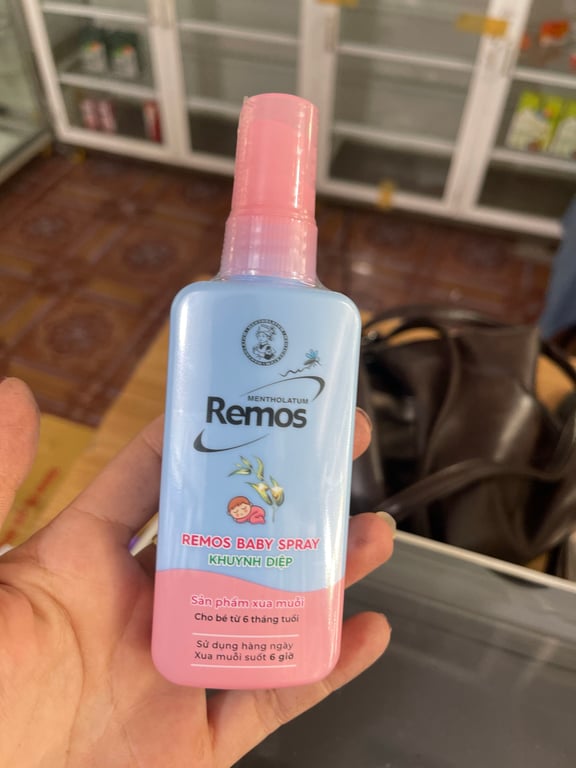 MENTHOLATUM
Remos
REMOS BABY SPRAY
KHUYNH DIỆP
Sản phẩm xua muỗi
Cho bé từ 6 tháng tuổi
Sử dụng hàng ngày
Xua muỗi suốt 6 giờ